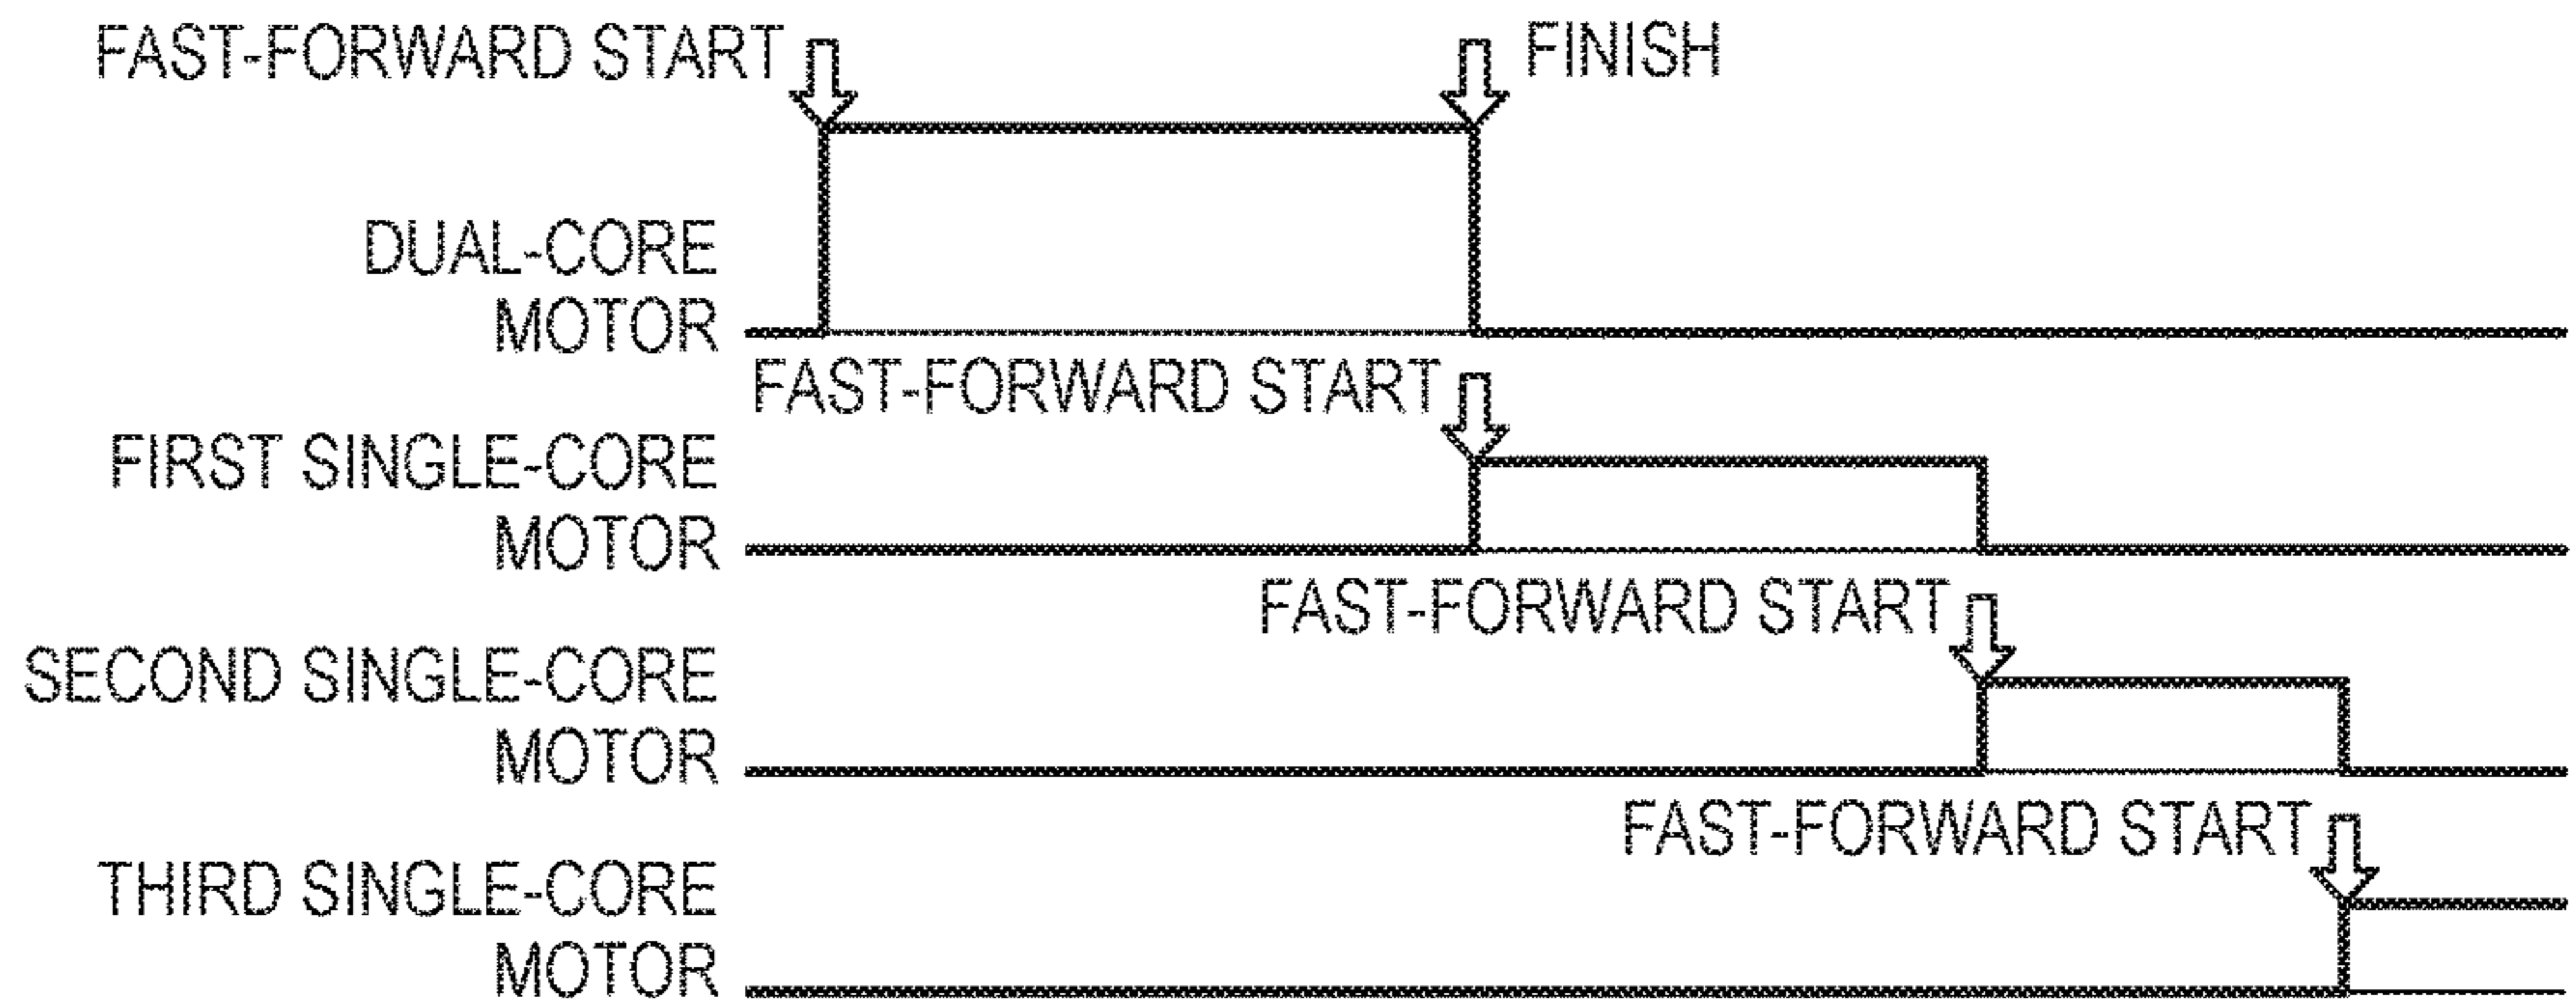 FAST-FORWARD START
FINISH
DUAL-CORE
MOTOR
FAST-FORWARD START
FIRST SINGLE-CORE
MOTOR
FAST-FORWARD START
SECOND SINGLE-CORE
MOTOR
FAST-FORWARD START
THIRD SINGLE-CORE
MOTOR